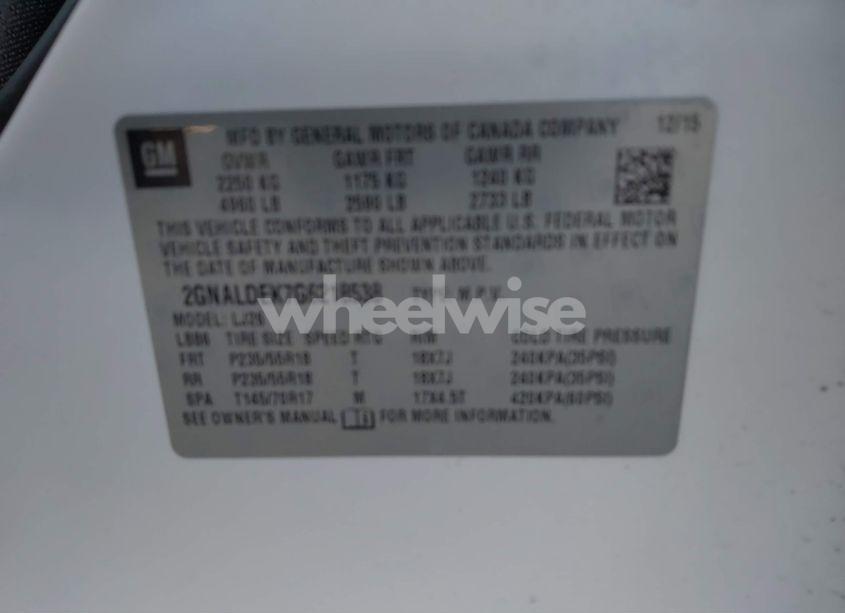 GM
MFD BY GENERAL MOTORS OF CANADA COMPANY 12/15
GVWR GAWR FRT GAWR RR
2250 KG 1175 KG 1240 KG
4960 LB 2590 LB 2733 LB
THIS VEHICLE CONFORMS TO ALL APPLICABLE U.S. FEDERAL MOTOR
VEHICLE SAFETY AND THEFT PREVENTION STANDARDS IN EFFECT ON
THE DATE OF MANUFACTURE SHOWN ABOVE.
M.P.V.
wheelwise
MODEL: LJ26
TIRE SIZE SPEED RTG RIM COLD TIRE PRESSURE
FRT P235/55R18 T 18X7J 240KPA(35PSI)
RR P235/55R18 T 18X7J 240KPA(35PSI)
SPA T145/70R17 M 17X4.5T 420KPA(60PSI)
SEE OWNER'S MANUAL FOR MORE INFORMATION.